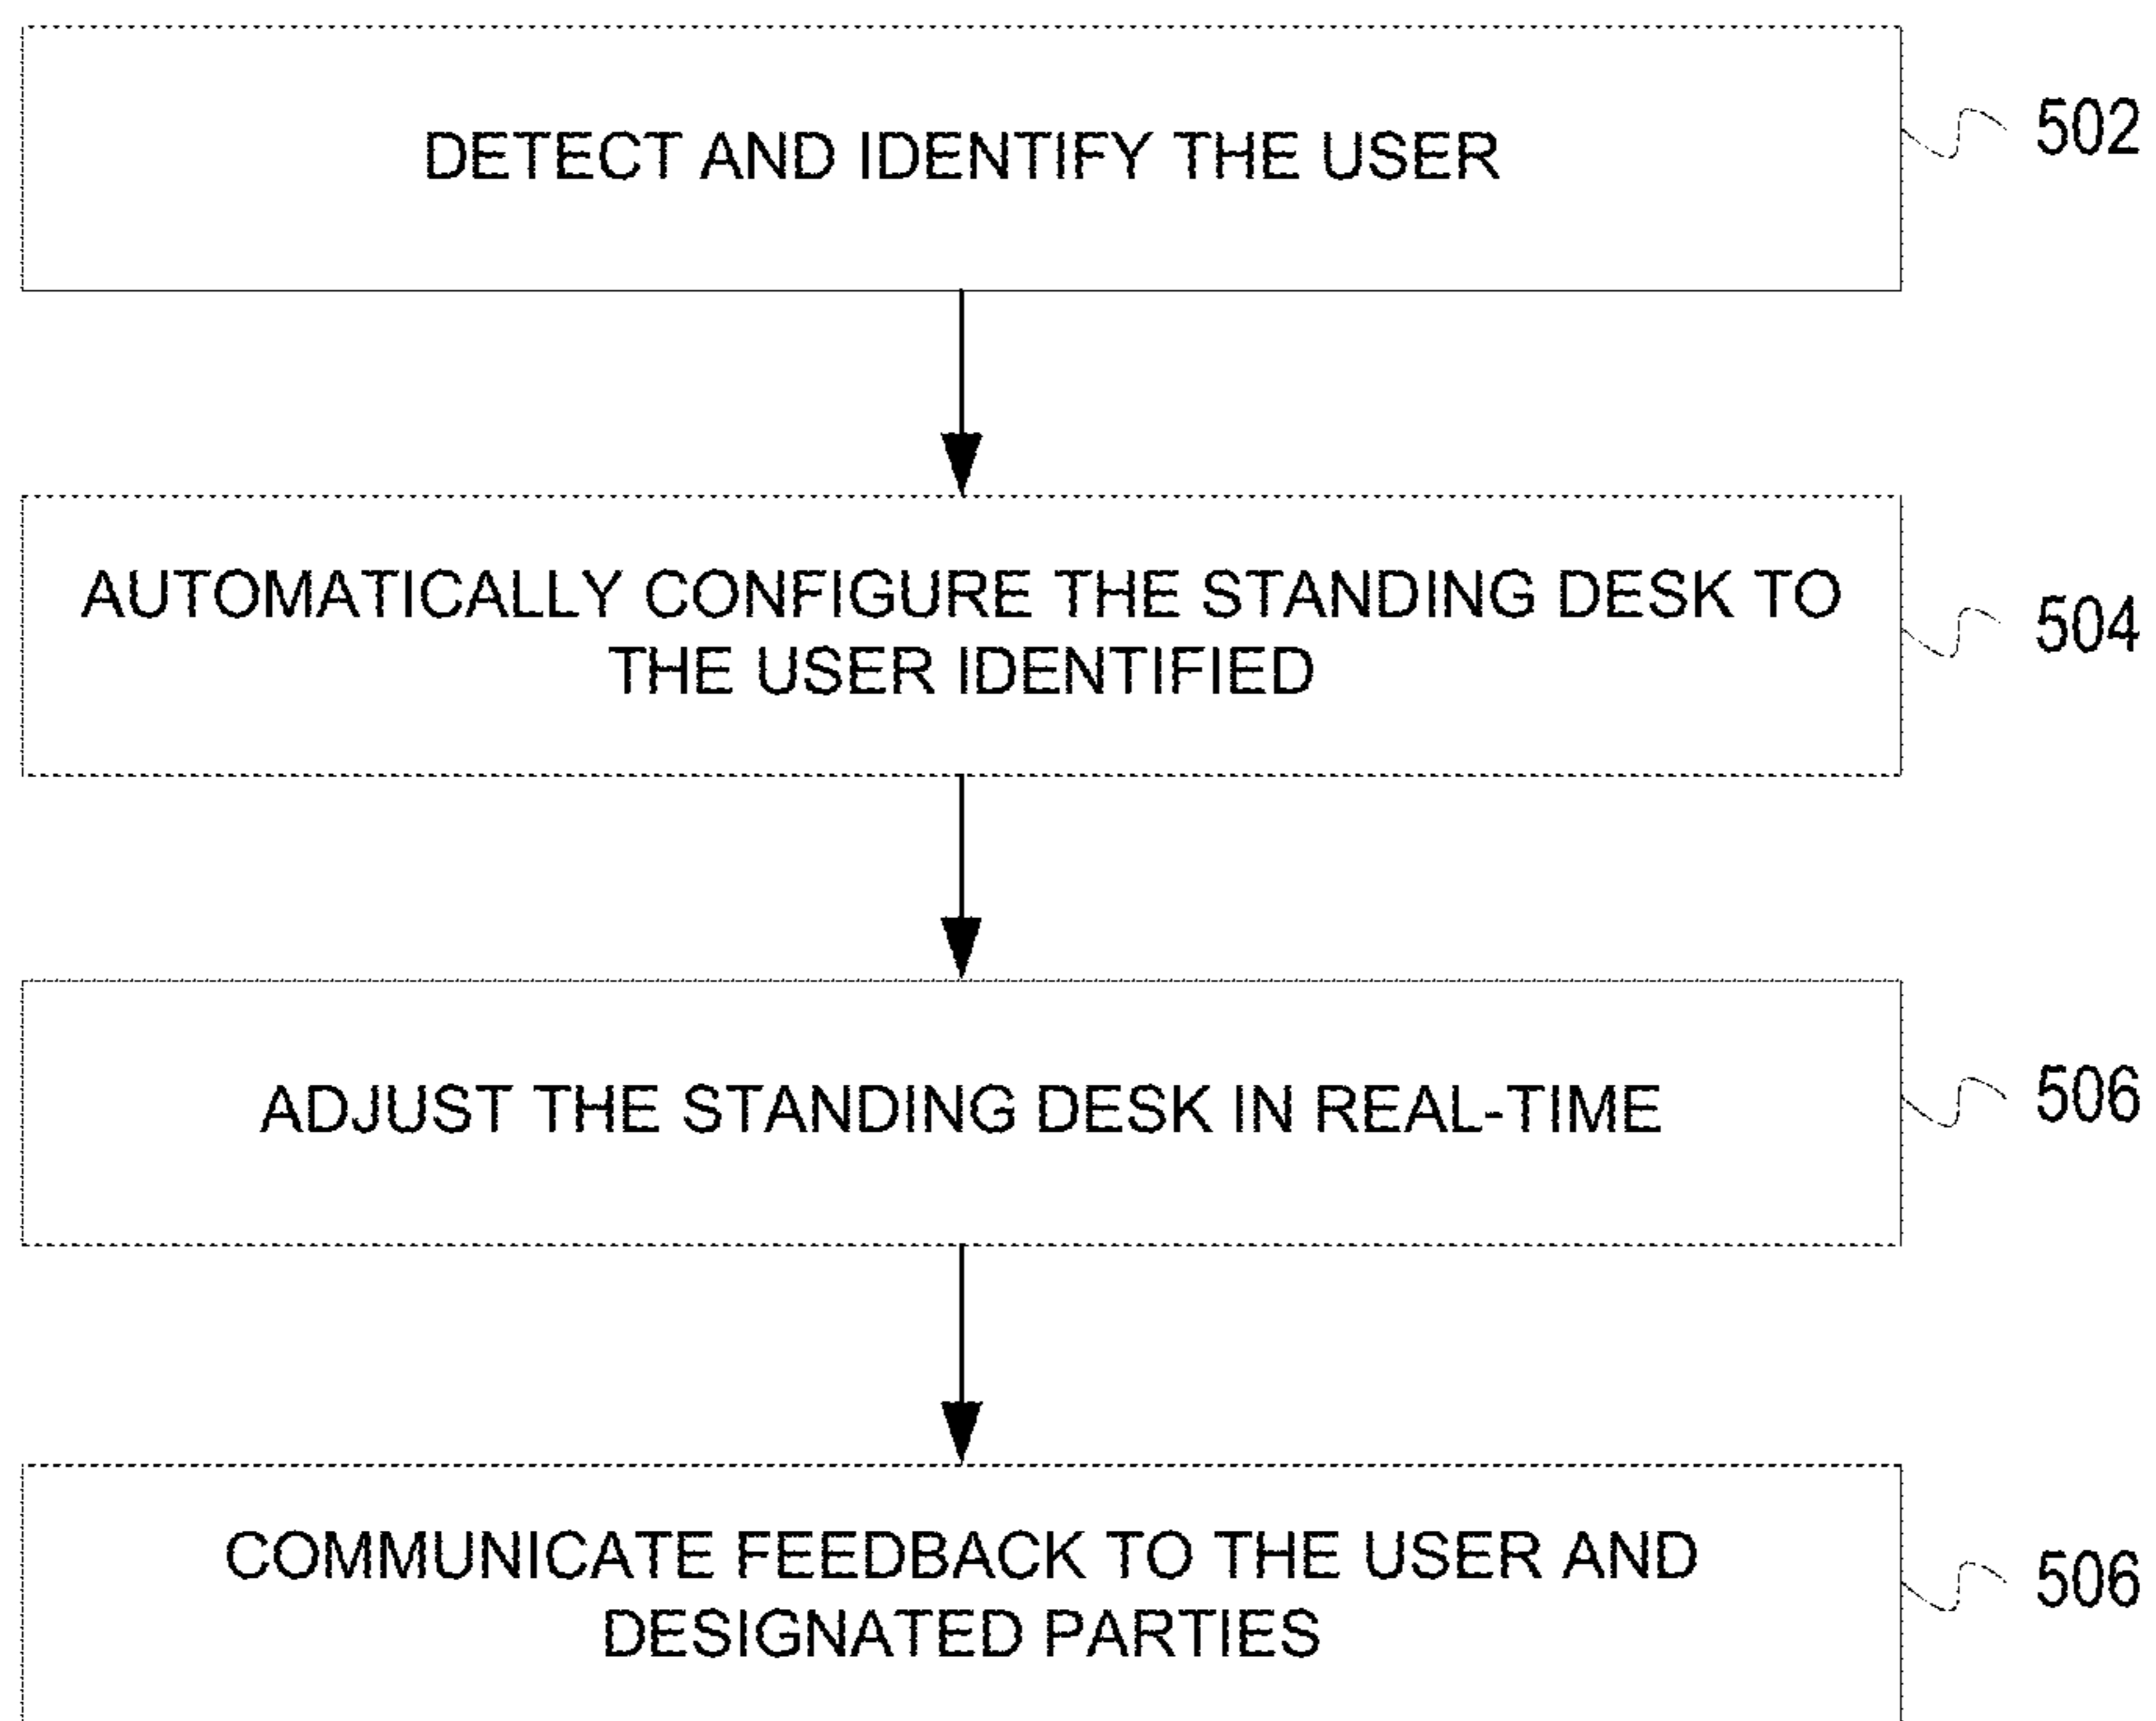 DETECT AND IDENTIFY THE USER
502
AUTOMATICALLY CONFIGURE THE STANDING DESK TO
THE USER IDENTIFIED
504
ADJUST THE STANDING DESK IN REAL-TIME
506
COMMUNICATE FEEDBACK TO THE USER AND
DESIGNATED PARTIES
506